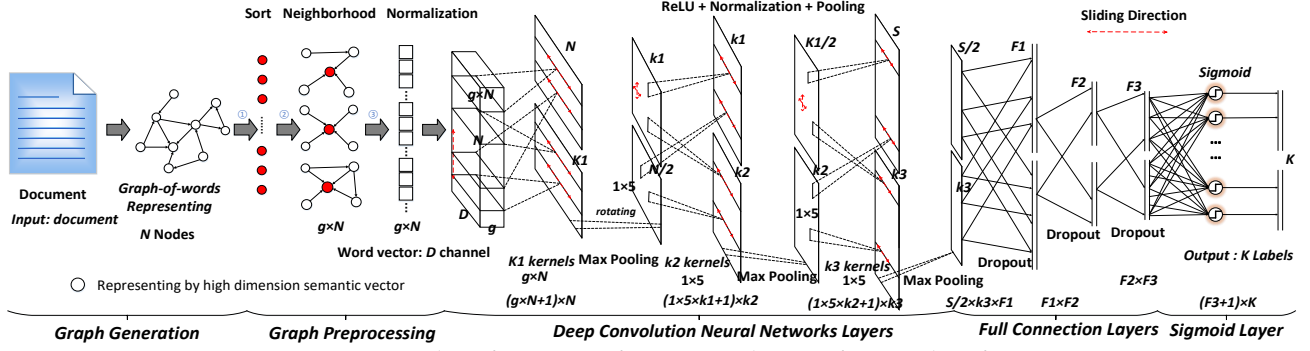 ReLU + Normalization + Pooling
Sort Neighborhood Normalization
Sliding Direction
① ② ③
Document
Input: document
Graph-of-words
Representing
N Nodes
g×N
g×N
g×N
N
D
g
Word vector: D channel
N
K1
K1 kernels
g×N
(g×N+1)×N
k1
N/2
1×5
rotating
Max Pooling
k1
k2
k2 kernels
1×5
(1×5×k1+1)×k2
K1/2
k2
1×5
Max Pooling
S
k3
k3 kernels
1×5
(1×5×k2+1)×k3
S/2
k3
Max Pooling
S/2×k3×F1
F1
Dropout
F1×F2
F2
Dropout
F3
Dropout
F2×F3
Sigmoid
...
...
K
Output : K Labels
(F3+1)×K
Representing by high dimension semantic vector
Graph Generation
Graph Preprocessing
Deep Convolution Neural Networks Layers
Full Connection Layers
Sigmoid Layer